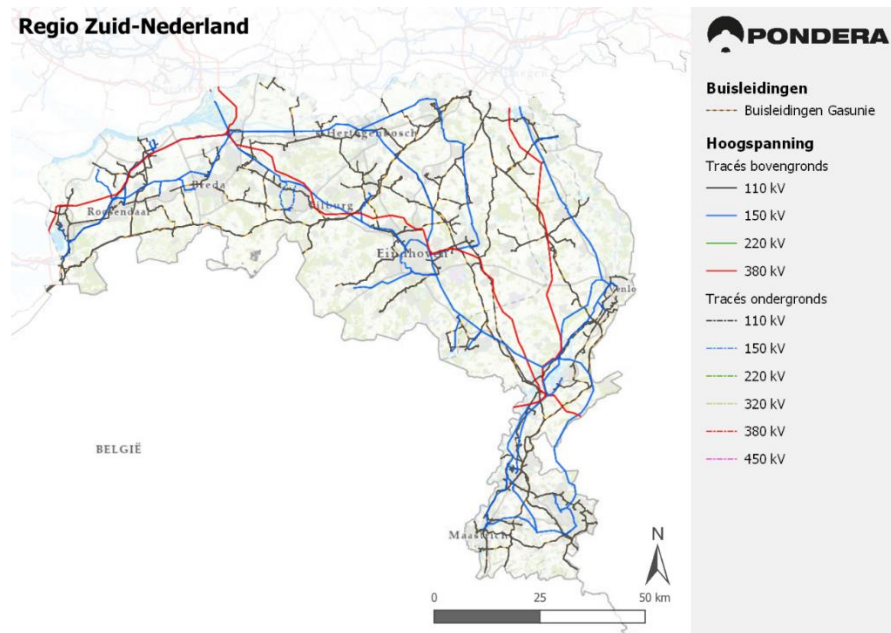 Regio Zuid-Nederland
PONDERA
Buisleidingen
Buisleidingen Gasunie
Hoogspanning
Tracés bovengronds
110 kV
150 kV
220 kV
380 kV
Tracés ondergronds
110 kV
150 kV
220 kV
320 kV
380 kV
450 kV
Hertogenbosch
Breda
Roosendaal
Tilburg
Eindhoven
Venlo
BELGIË
Maastricht
N
0 25 50 km